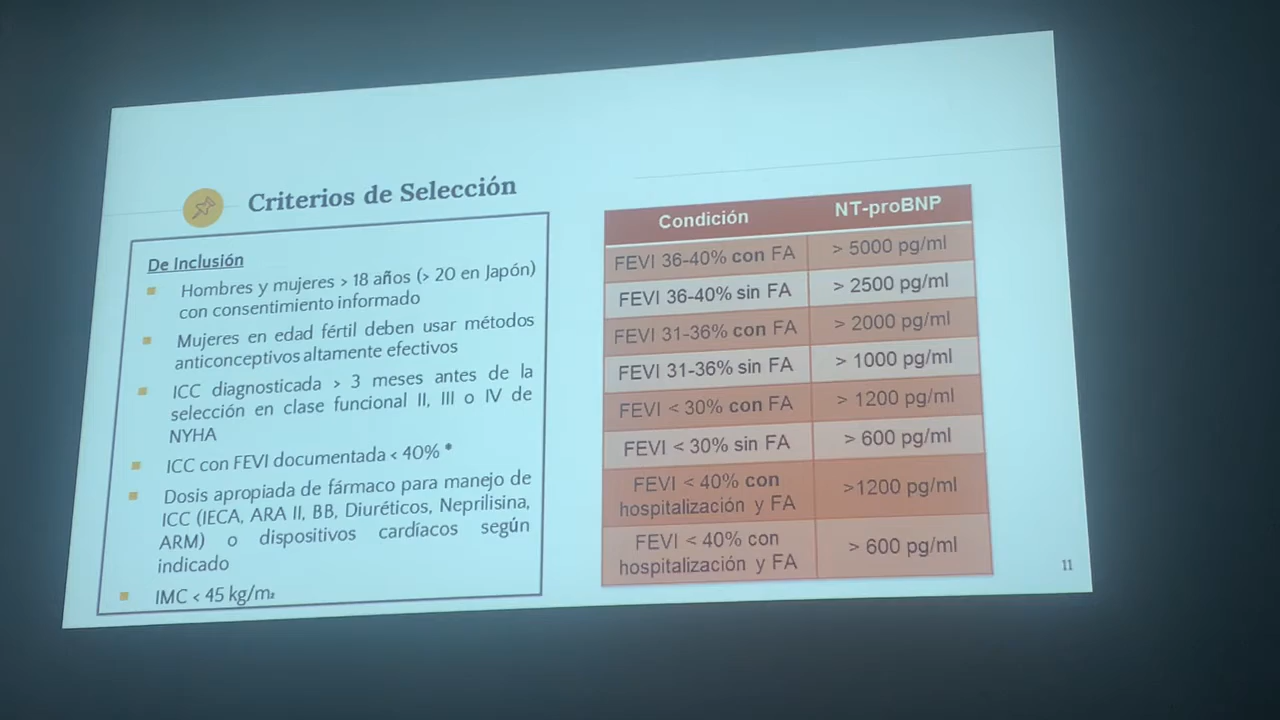 Criterios de Selección
De Inclusión
Hombres y mujeres > 18 años (> 20 en Japón)
con consentimiento informado
Mujeres en edad fértil deben usar métodos
anticonceptivos altamente efectivos
ICC diagnosticada > 3 meses antes de la
selección en clase funcional II, III o IV de
NYHA
ICC con FEVI documentada < 40% *
Dosis apropiada de fármaco para manejo de
ICC (IECA, ARA II, BB, Diuréticos, Neprilisina,
ARM) o dispositivos cardíacos según
indicado
IMC < 45 kg/m²
Condición NT-proBNP
FEVI 36-40% con FA > 5000 pg/ml
FEVI 36-40% sin FA > 2500 pg/ml
FEVI 31-36% con FA > 2000 pg/ml
FEVI 31-36% sin FA > 1000 pg/ml
FEVI < 30% con FA > 1200 pg/ml
FEVI < 30% sin FA > 600 pg/ml
FEVI < 40% con
hospitalización y FA >1200 pg/ml
FEVI < 40% con
hospitalización y FA > 600 pg/ml
11